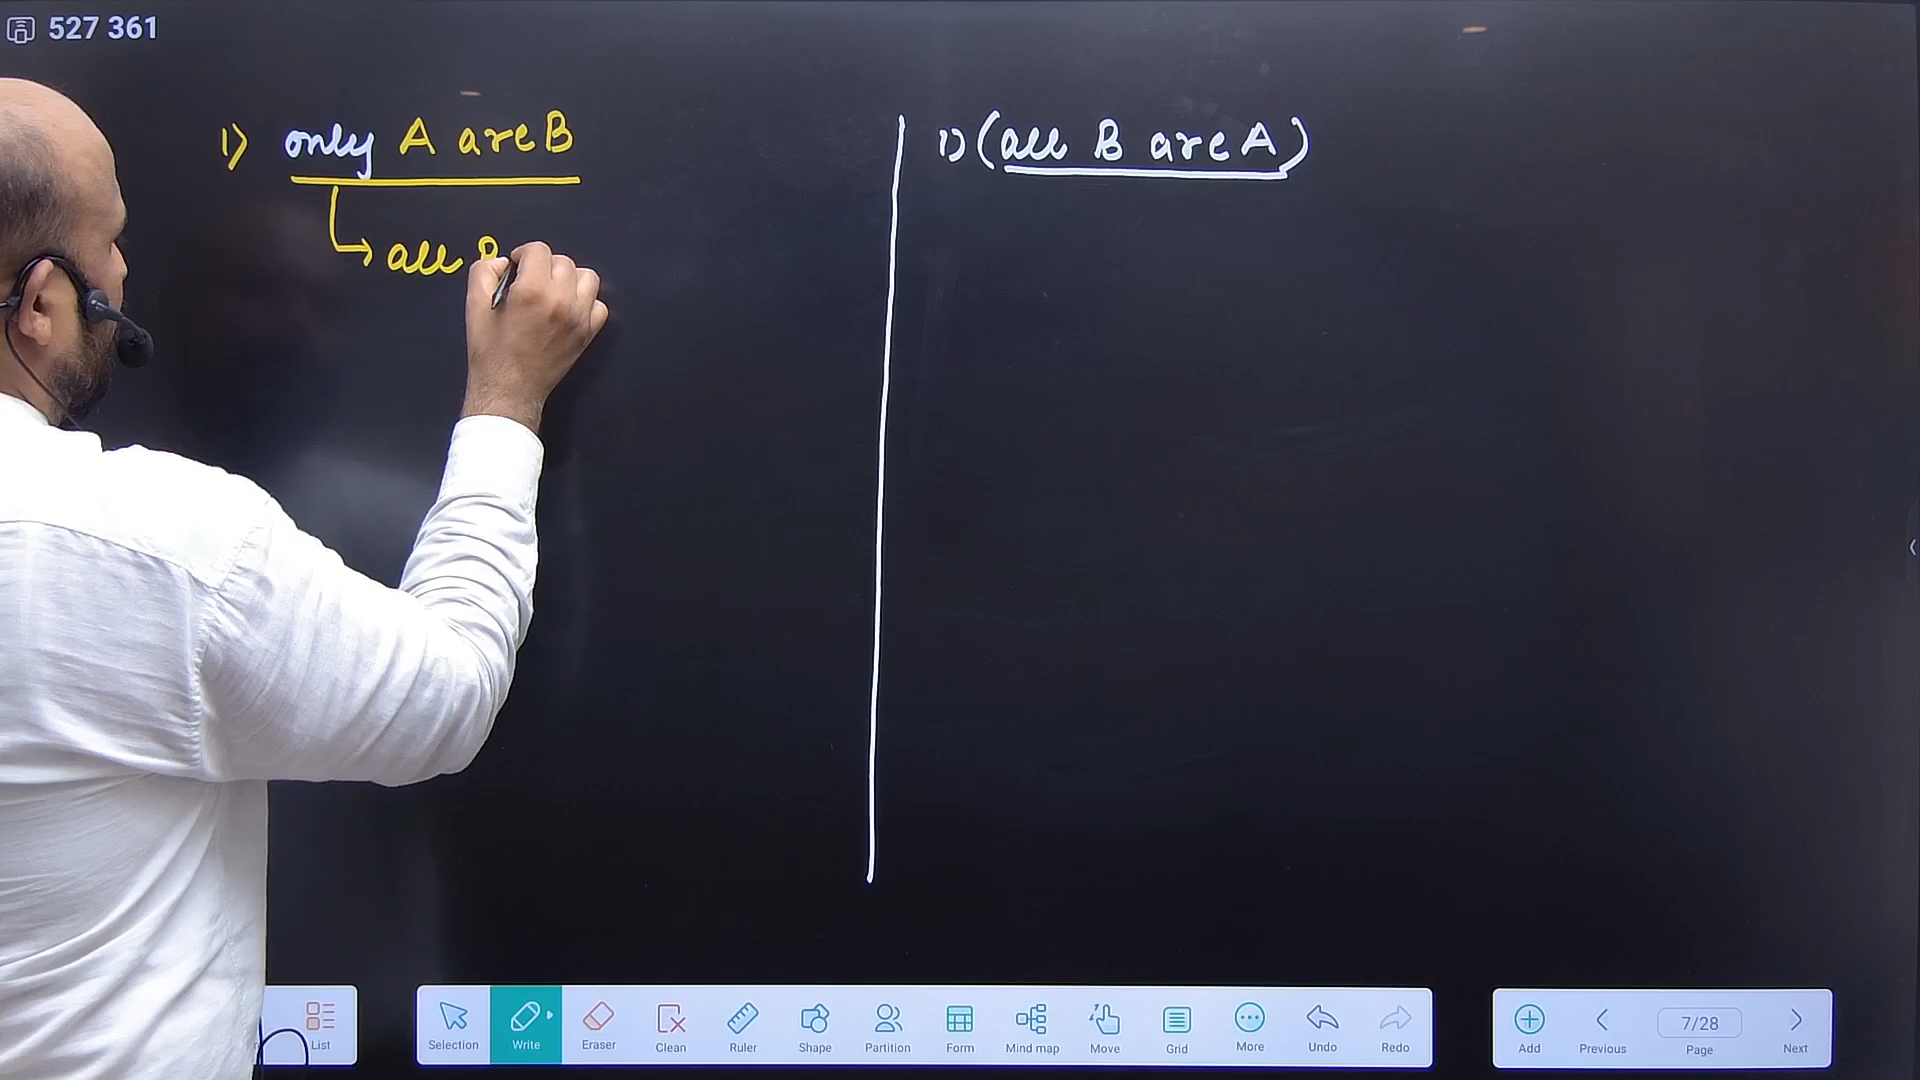 527 361
1) only A are B
all B
1) (all B are A)
List
Selection
Write
Eraser
Clean
Ruler
Shape
Partition
Form
Mind map
Move
Grid
More
Undo
Redo
Add
Previous
7/28
Page
Next